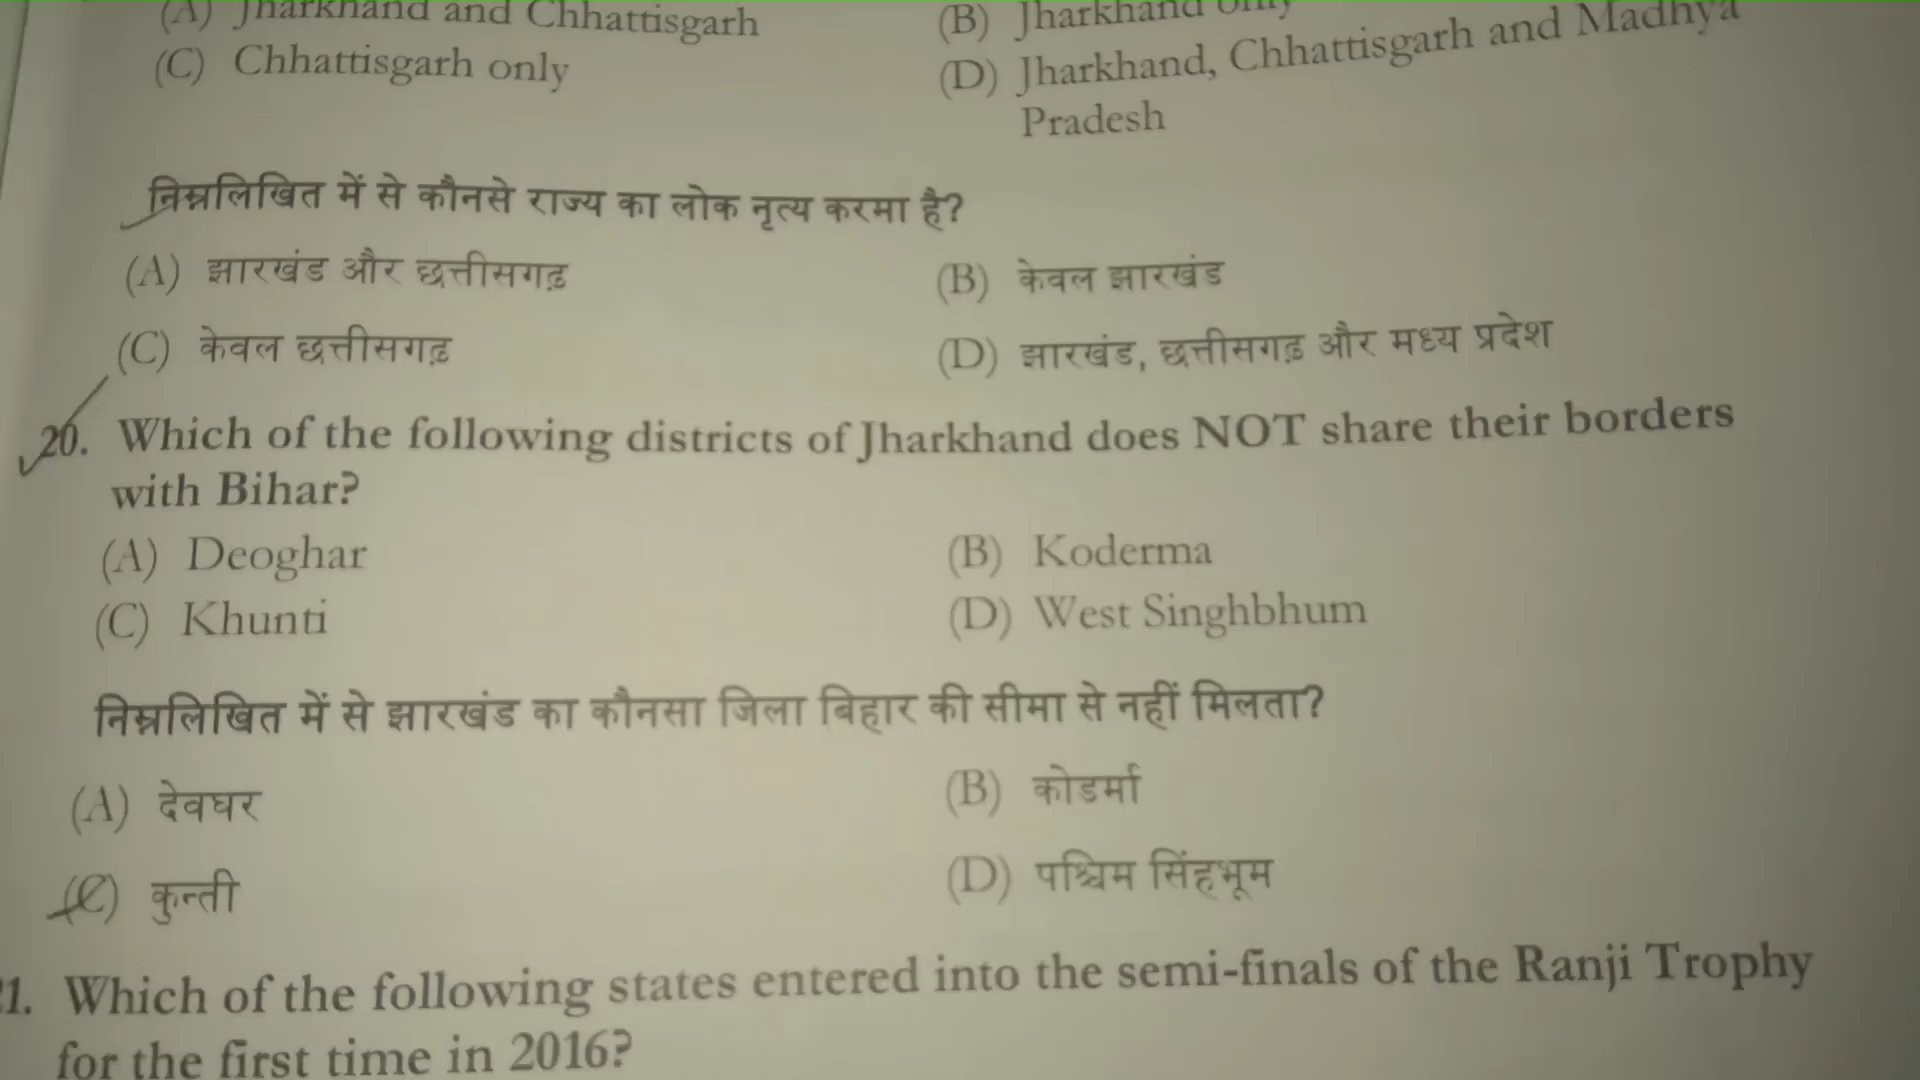 (A) Jharkhand and Chhattisgarh
(B) Jharkhand only
(C) Chhattisgarh only
(D) Jharkhand, Chhattisgarh and Madhya
Pradesh
निम्नलिखित में से कौनसे राज्य का लोक नृत्य करमा है?
(A) झारखंड और छत्तीसगढ़
(B) केवल झारखंड
(C) केवल छत्तीसगढ़
(D) झारखंड, छत्तीसगढ़ और मध्य प्रदेश
20. Which of the following districts of Jharkhand does NOT share their borders
with Bihar?
(A) Deoghar
(B) Koderma
(C) Khunti
(D) West Singhbhum
निम्नलिखित में से झारखंड का कौनसा जिला बिहार की सीमा से नहीं मिलता?
(A) देवघर
(B) कोडर्मा
(C) कुन्ती
(D) पश्चिम सिंहभूम
21. Which of the following states entered into the semi-finals of the Ranji Trophy
for the first time in 2016?